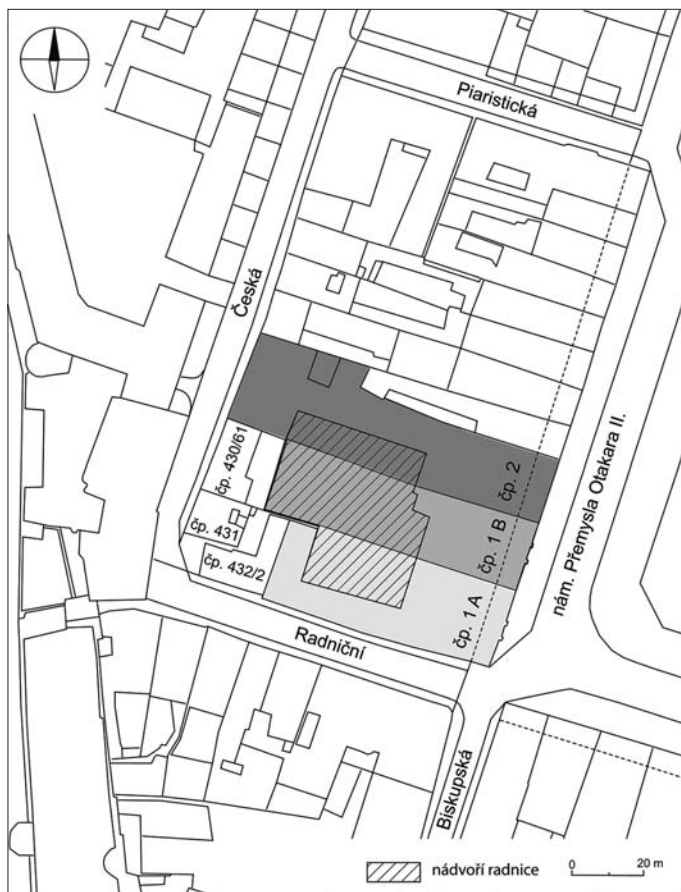 Piaristická
Česká
nám. Přemysla Otakara II.
čp. 2
čp. 430/61
čp. 1 B
čp. 431
čp. 432/2
čp. 1 A
Radniční
Biskupská
nádvoří radnice
0 20 m